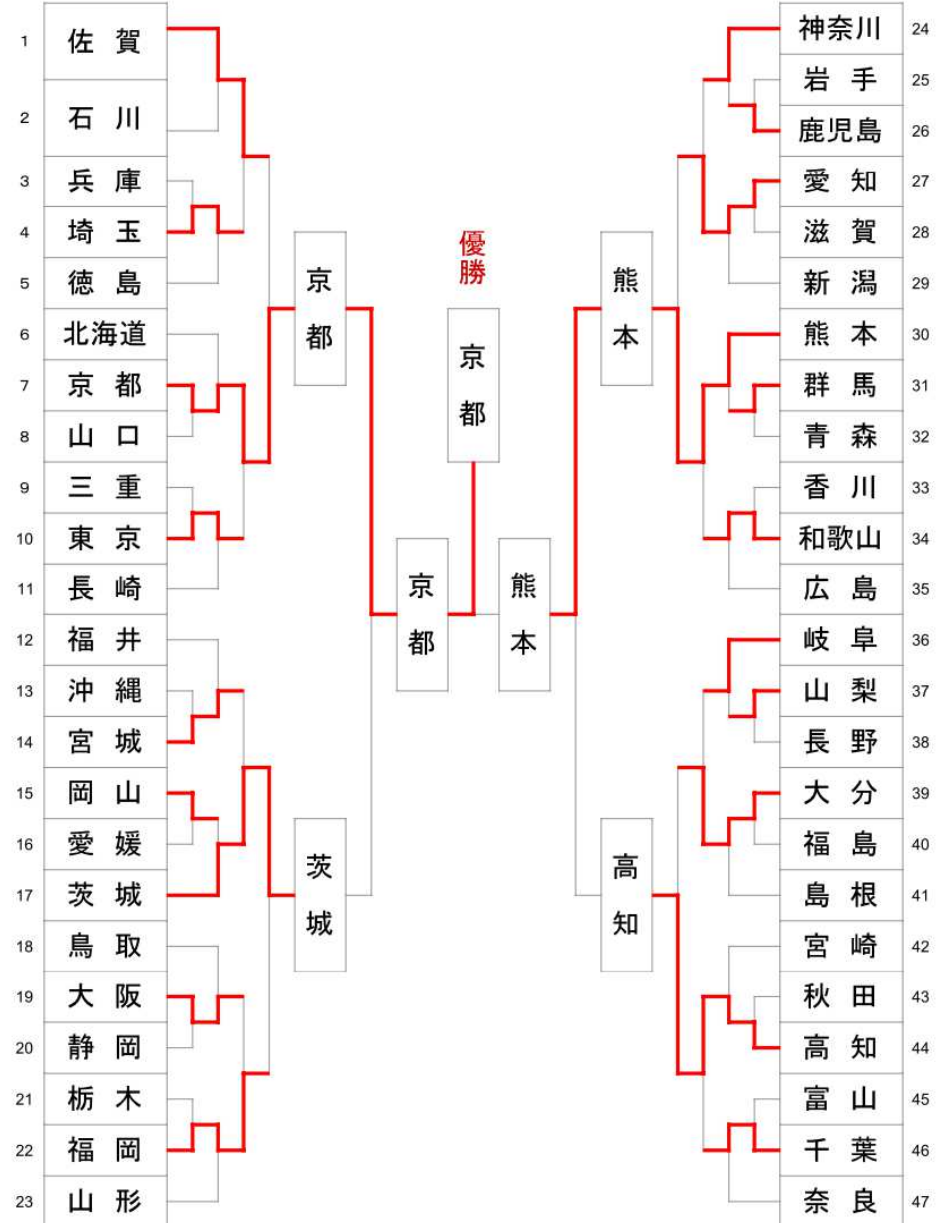 1 佐賀
2 石川
3 兵庫
4 埼玉
5 徳島
6 北海道
7 京都
8 山口
9 三重
10 東京
11 長崎
12 福井
13 沖縄
14 宮城
15 岡山
16 愛媛
17 茨城
18 鳥取
19 大阪
20 静岡
21 栃木
22 福岡
23 山形
京都
茨城
京都
優勝
京都
熊本
熊本
高知
神奈川 24
岩手 25
鹿児島 26
愛知 27
滋賀 28
新潟 29
熊本 30
群馬 31
青森 32
香川 33
和歌山 34
広島 35
岐阜 36
山梨 37
長野 38
大分 39
福島 40
島根 41
宮崎 42
秋田 43
高知 44
富山 45
千葉 46
奈良 47